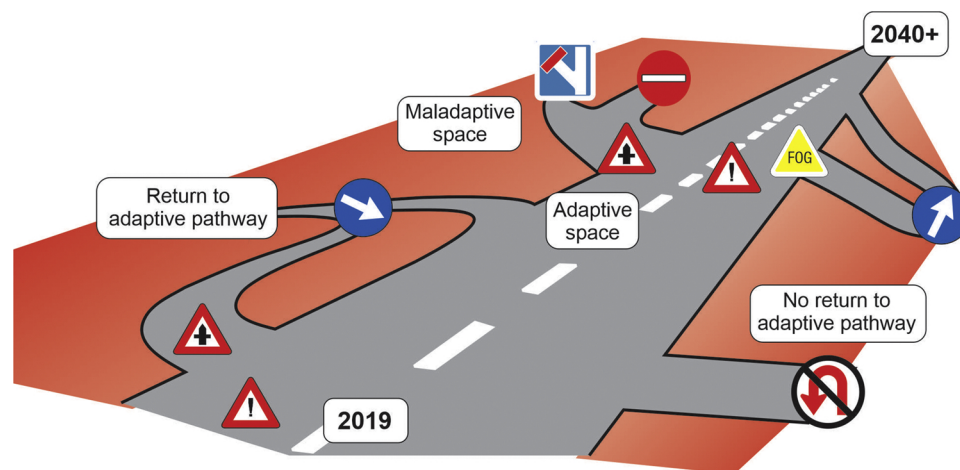 2040+
Maladaptive
space
FOG
Return to
adaptive pathway
Adaptive
space
No return to
adaptive pathway
2019